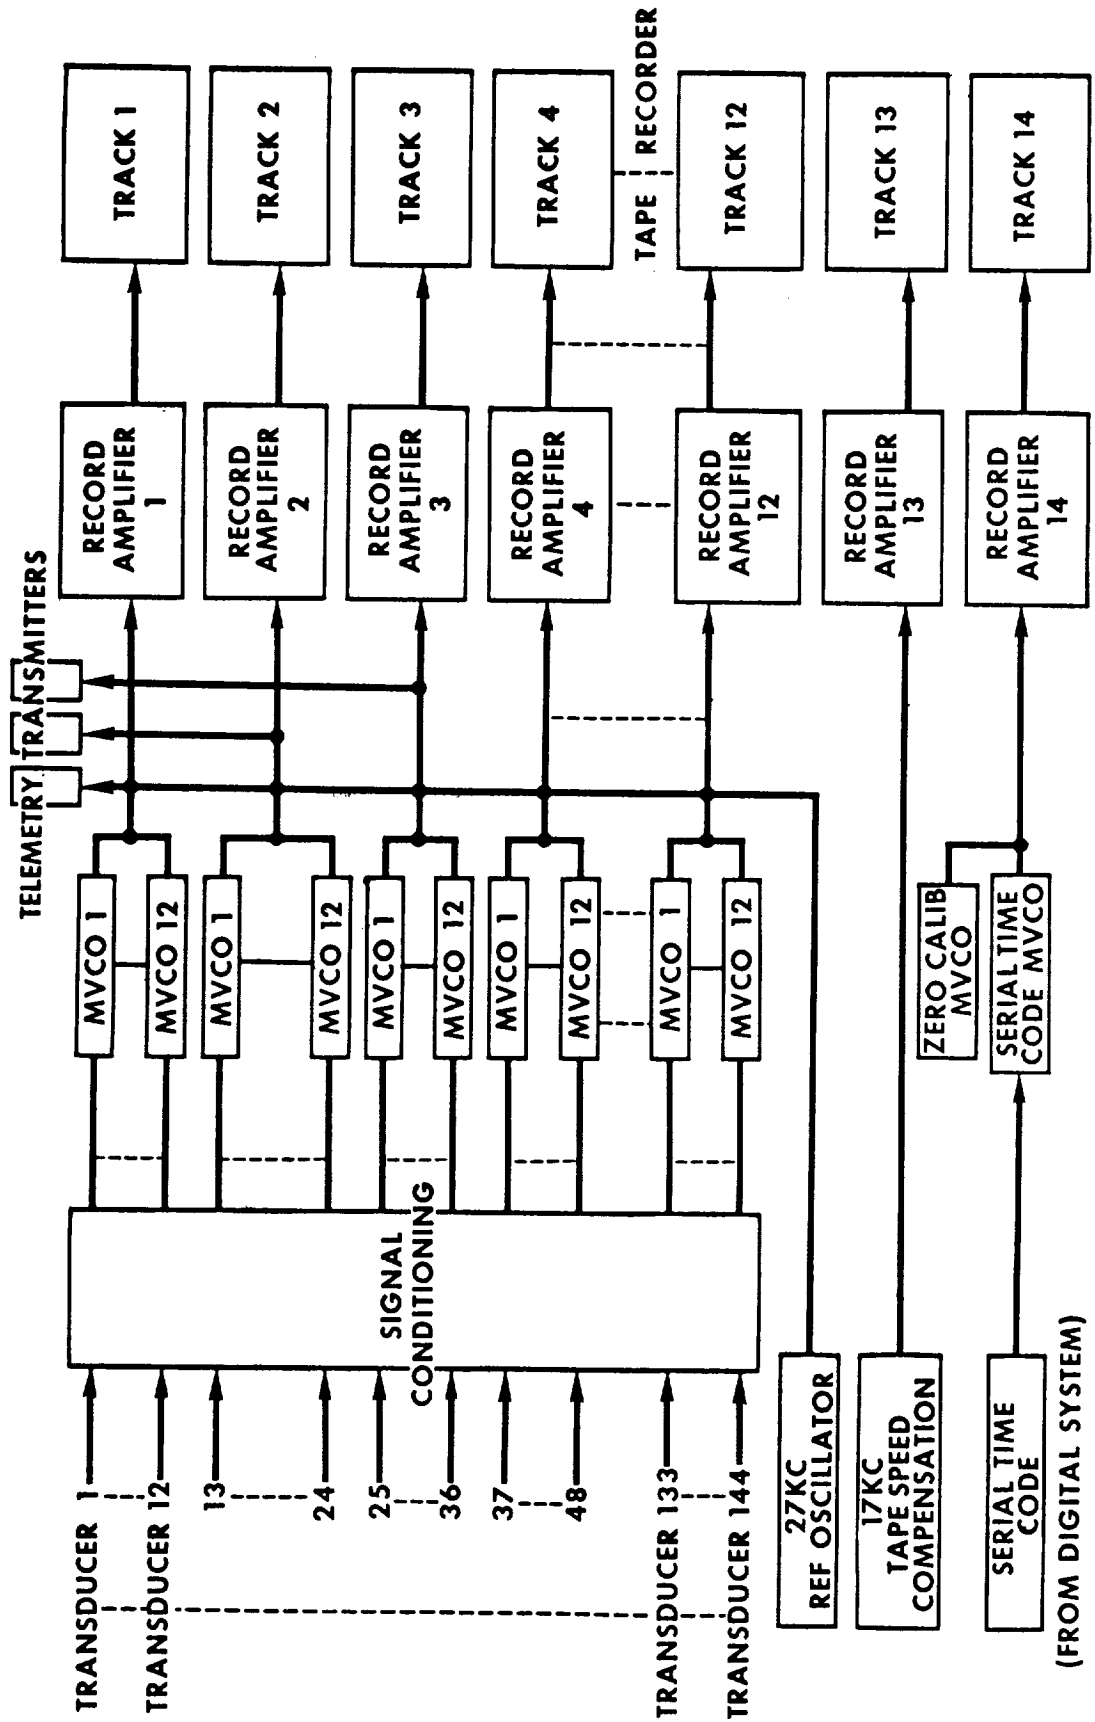 TRANSDUCER 1
TRANSDUCER 12
13
24
25
36
37
48
TRANSDUCER 133
TRANSDUCER 144
27KC
REF OSCILLATOR
17KC
TAPE SPEED
COMPENSATION
SERIAL TIME
CODE
(FROM DIGITAL SYSTEM)
SIGNAL
CONDITIONING
MVCO 1
MVCO 12
MVCO 1
MVCO 12
MVCO 1
MVCO 12
MVCO 1
MVCO 12
MVCO 1
MVCO 12
ZERO CALIB
MVCO
SERIAL TIME
CODE MVCO
TELEMETRY TRANSMITTERS
RECORD
AMPLIFIER
1
RECORD
AMPLIFIER
2
RECORD
AMPLIFIER
3
RECORD
AMPLIFIER
4
RECORD
AMPLIFIER
12
RECORD
AMPLIFIER
13
RECORD
AMPLIFIER
14
TRACK 1
TRACK 2
TRACK 3
TRACK 4
TAPE RECORDER
TRACK 12
TRACK 13
TRACK 14